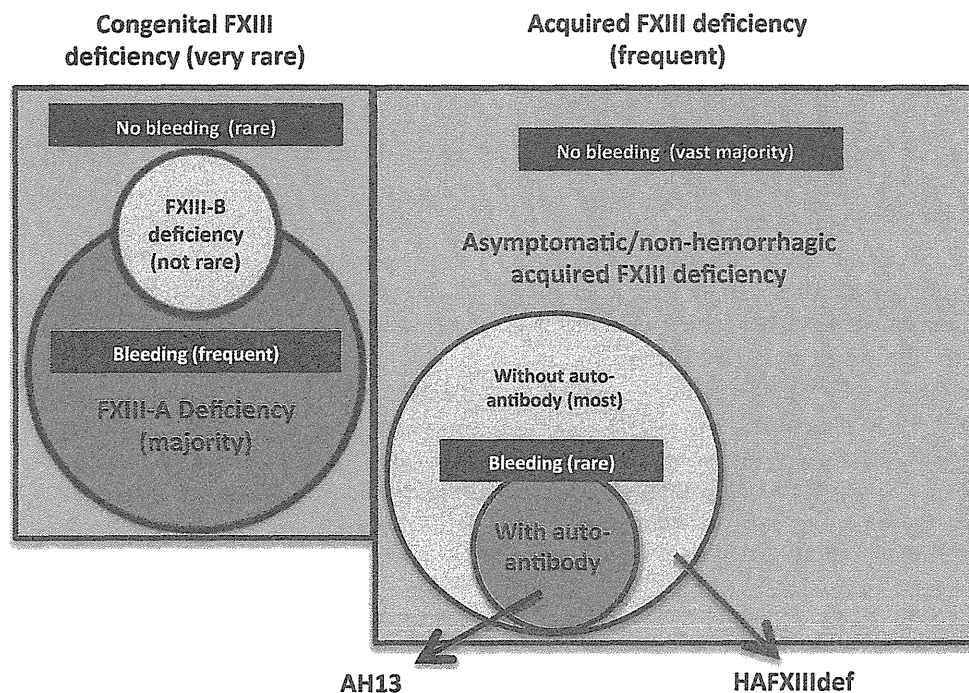 Congenital FXIII
deficiency (very rare)
Acquired FXIII deficiency
(frequent)
No bleeding (rare)
FXIII-B
deficiency
(not rare)
Bleeding (frequent)
FXIII-A Deficiency
(majority)
No bleeding (vast majority)
Asymptomatic/non-hemorrhagic
acquired FXIII deficiency
Without auto-
antibody (most)
Bleeding (rare)
With auto-
antibody
AH13
HAFXIIIdef